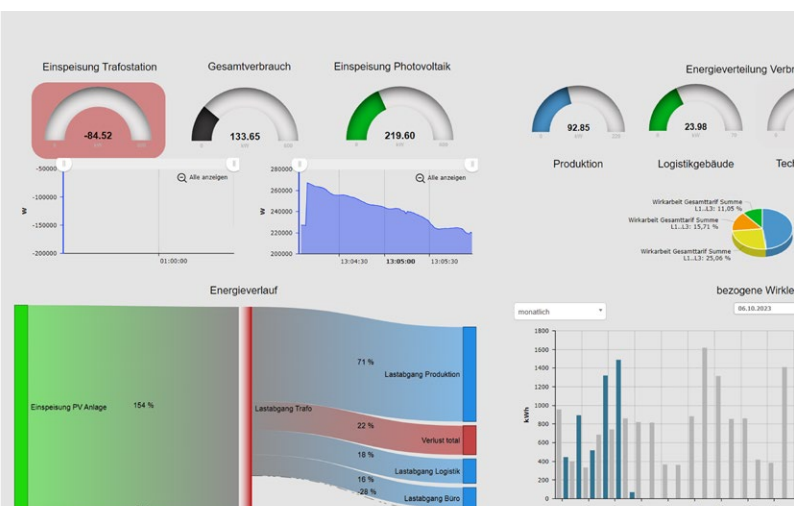 Einspeisung Trafostation
Gesamtverbrauch
Einspeisung Photovoltaik
Energieverteilung Verbr
-84.52
kW
133.65
kW
219.60
kW
92.85
kW
23.98
kW
Produktion
Logistikgebäude
Tech
-50000
-100000
-150000
-200000
W
Alle anzeigen
01:00:00
280000
260000
240000
220000
200000
W
Alle anzeigen
13:04:30
13:05:00
13:05:30
Wirkarbeit Gesamttarif Summe
L1..L3: 11,05 %
Wirkarbeit Gesamttarif Summe
L1..L3: 15,71 %
Wirkarbeit Gesamttarif Summe
L1..L3: 25,06 %
Energieverlauf
Einspeisung PV Anlage
154 %
Lastabgang Trafo
71 %
Lastabgang Produktion
22 %
Verlust total
18 %
Lastabgang Logistik
16 %
-28 %
Lastabgang Büro
bezogene Wirkle
monatlich
06.10.2023
1800
1600
1400
1200
1000
800
600
400
200
0
kWh